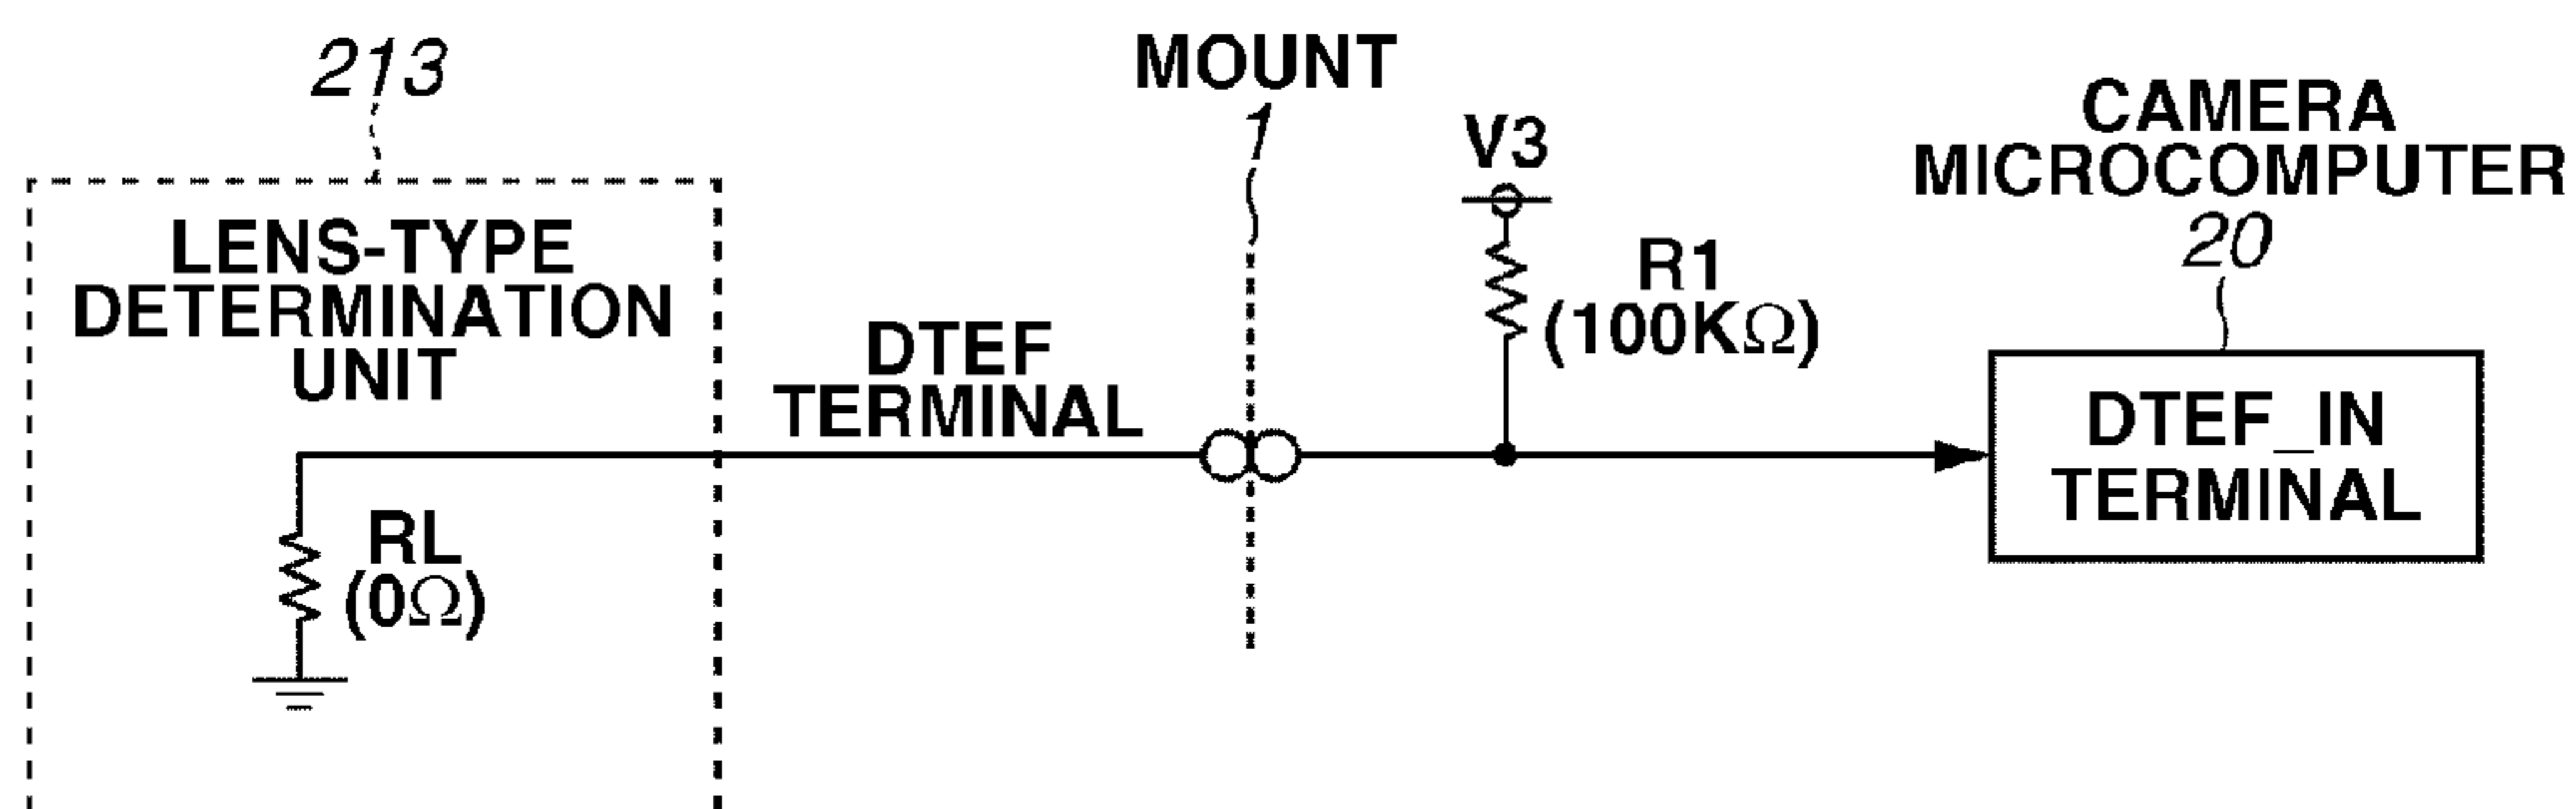 213
MOUNT
1
V3
CAMERA
MICROCOMPUTER
20
LENS-TYPE
DETERMINATION
UNIT
R1
(100KΩ)
DTEF
TERMINAL
DTEF_IN
TERMINAL
RL
(0Ω)